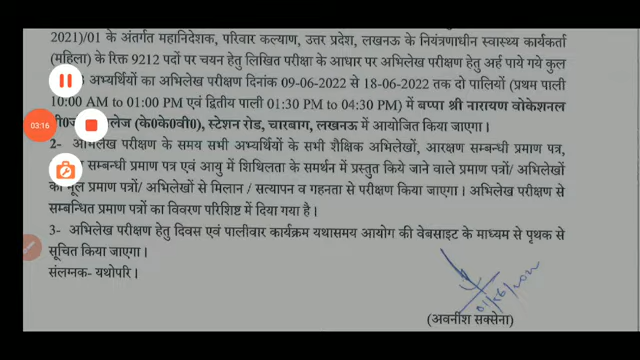 2021)/01 के अंतर्गत महानिदेशक, परिवार कल्याण, उत्तर प्रदेश, लखनऊ के नियंत्रणाधीन स्वास्थ्य कार्यकर्ता
(महिला) के रिक्त 9212 पदों पर चयन हेतु लिखित परीक्षा के आधार पर अभिलेख परीक्षण हेतु अर्ह पाये गये कुल
अभ्यर्थियों का अभिलेख परीक्षण दिनांक 09-06-2022 से 18-06-2022 तक दो पालियों (प्रथम पाली
10:00 AM to 01:00 PM एवं द्वितीय पाली 01:30 PM to 04:30 PM) में बप्पा श्री नारायण वोकेशनल
(के0के0वी0), स्टेशन रोड, चारबाग, लखनऊ में आयोजित किया जाएगा।
03:16
2- अभिलेख परीक्षण के समय सभी अभ्यर्थियों के सभी शैक्षिक अभिलेखों, आरक्षण सम्बन्धी प्रमाण पत्र,
सम्बन्धी प्रमाण पत्र एवं आयु में शिथिलता के समर्थन में प्रस्तुत किये जाने वाले प्रमाण पत्रों/ अभिलेखों
का मूल प्रमाण पत्रों/ अभिलेखों से मिलान / सत्यापन व गहनता से परीक्षण किया जाएगा। अभिलेख परीक्षण से
सम्बन्धित प्रमाण पत्रों का विवरण परिशिष्ट में दिया गया है।
3- अभिलेख परीक्षण हेतु दिवस एवं पालीवार कार्यक्रम यथासमय आयोग की वेबसाइट के माध्यम से पृथक से
सूचित किया जाएगा।
संलग्नक- यथोपरि।
01/06/2022
(अवनीश सक्सेना)